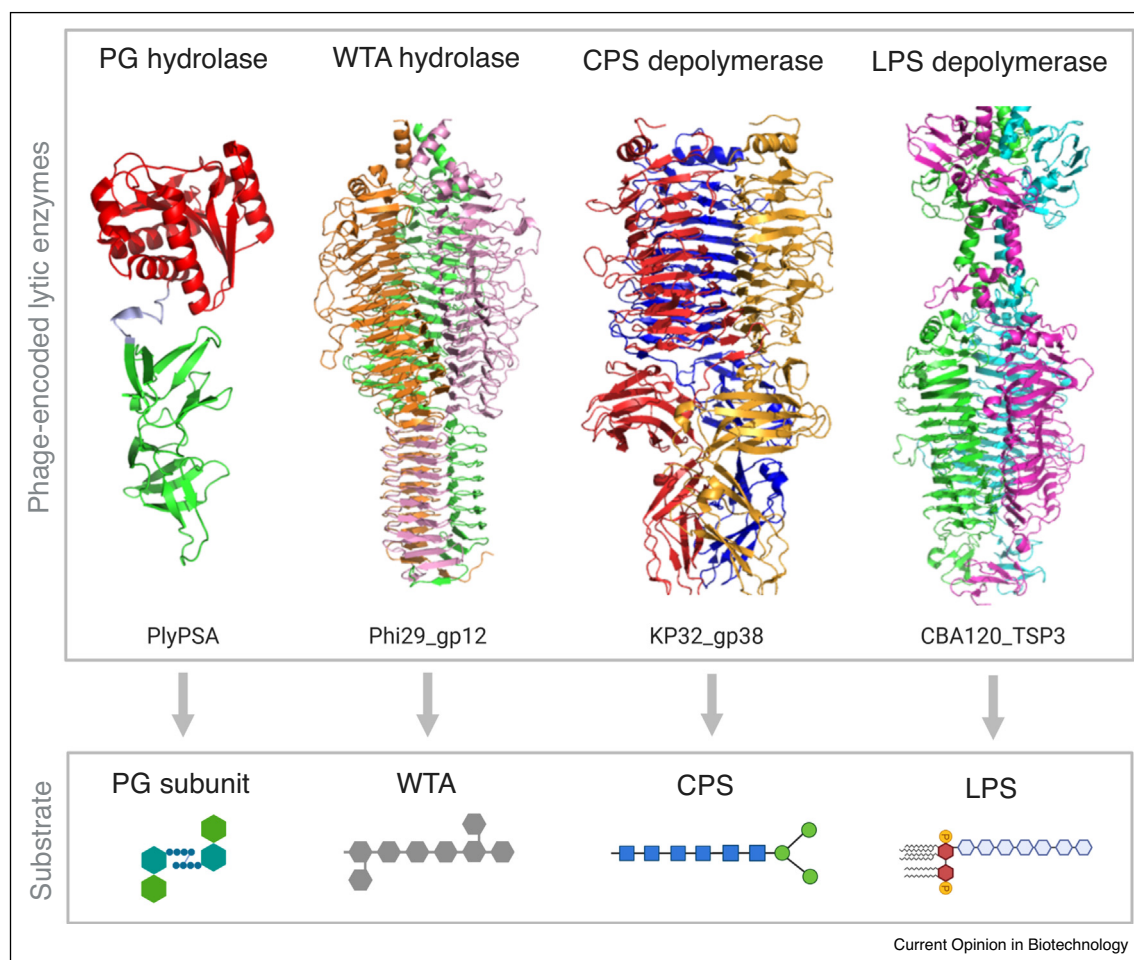 Phage-encoded lytic enzymes
PG hydrolase
WTA hydrolase
CPS depolymerase
LPS depolymerase
PlyPSA
Phi29_gp12
KP32_gp38
CBA120_TSP3
Substrate
PG subunit
WTA
CPS
LPS
P
P
Current Opinion in Biotechnology